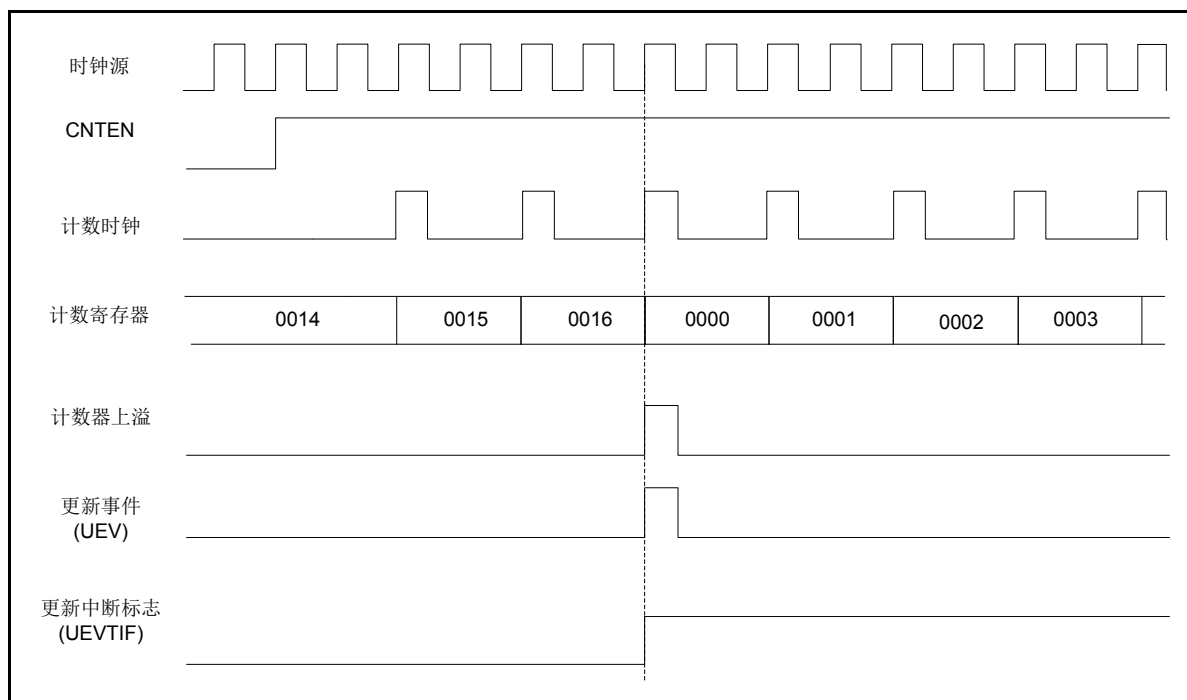 时钟源
CNTEN
计数时钟
计数寄存器
0014
0015
0016
0000
0001
0002
0003
计数器上溢
更新事件
(UEV)
更新中断标志
(UEVTIF)